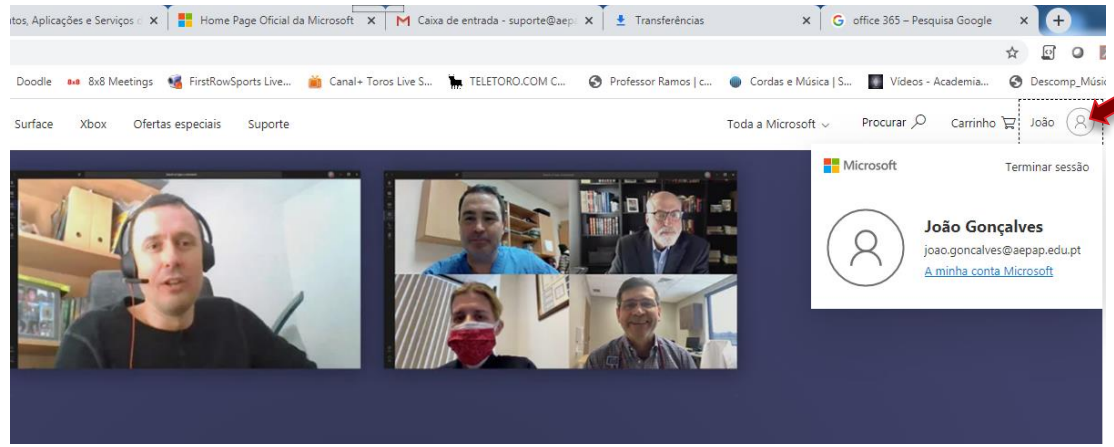 tos, Aplicações e Serviços d
Home Page Oficial da Microsoft
Caixa de entrada - suporte@aepa
Transferências
office 365 – Pesquisa Google
Doodle
8x8 Meetings
FirstRowSports Live...
Canal+ Toros Live S...
TELETORO.COM C...
Professor Ramos | c...
Cordas e Música | S...
Vídeos - Academia...
Descomp_Músic
Surface
Xbox
Ofertas especiais
Suporte
Toda a Microsoft
Procurar
Carrinho
João
Microsoft
Terminar sessão
João Gonçalves
joao.goncalves@aepap.edu.pt
A minha conta Microsoft